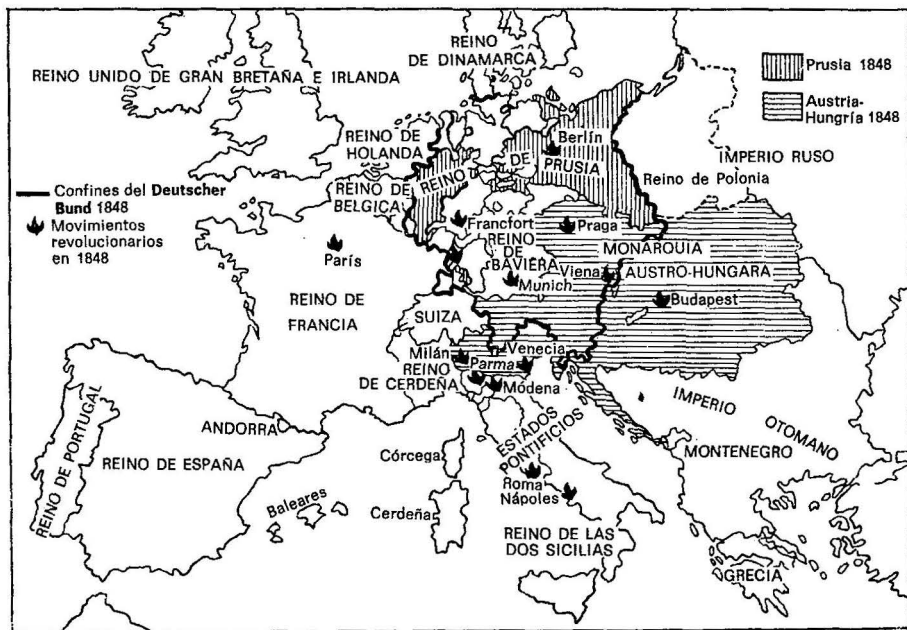 REINO
DE DINAMARCA
REINO UNIDO DE GRAN BRETAÑA E IRLANDA
Prusia 1848
Austria-
Hungría 1848
REINO DE
HOLANDA
Berlín
REINO DE PRUSIA
IMPERIO RUSO
Reino de Polonia
REINO DE
BELGICA
Confines del Deutscher
Bund 1848
Movimientos
revolucionarios
en 1848
Francfort
Praga
París
REINO
DE
BAVIERA
Munich
Viena
MONARQUIA
AUSTRO-HUNGARA
Budapest
REINO DE
FRANCIA
SUIZA
Milán
Parma
Venecia
REINO
DE CERDEÑA
Módena
IMPERIO
OTOMANO
ESTADOS
PONTIFICIOS
MONTENEGRO
ANDORRA
REINO DE PORTUGAL
REINO DE ESPAÑA
Córcega
Baleares
Cerdeña
Roma
Nápoles
REINO DE LAS
DOS SICILIAS
GRECIA